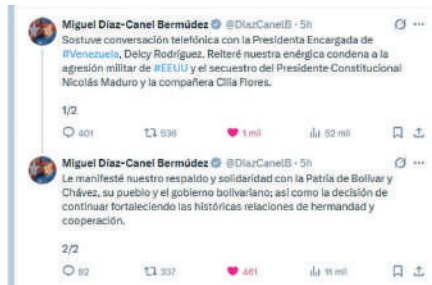 Miguel Díaz-Canel Bermúdez @DiazCanelB · 5h
Sostuve conversación telefónica con la Presidenta Encargada de
#Venezuela, Delcy Rodríguez. Reiteré nuestra enérgica condena a la
agresión militar de #EEUU y el secuestro del Presidente Constitucional
Nicolás Maduro y la compañera Cilia Flores.
1/2
401 536 1 mil 52 mil
Miguel Díaz-Canel Bermúdez @DiazCanelB · 5h
Le manifesté nuestro respaldo y solidaridad con la Patria de Bolívar y
Chávez, su pueblo y el gobierno bolivariano; así como la decisión de
continuar fortaleciendo las históricas relaciones de hermandad y
cooperación.
2/2
92 337 461 11 mil